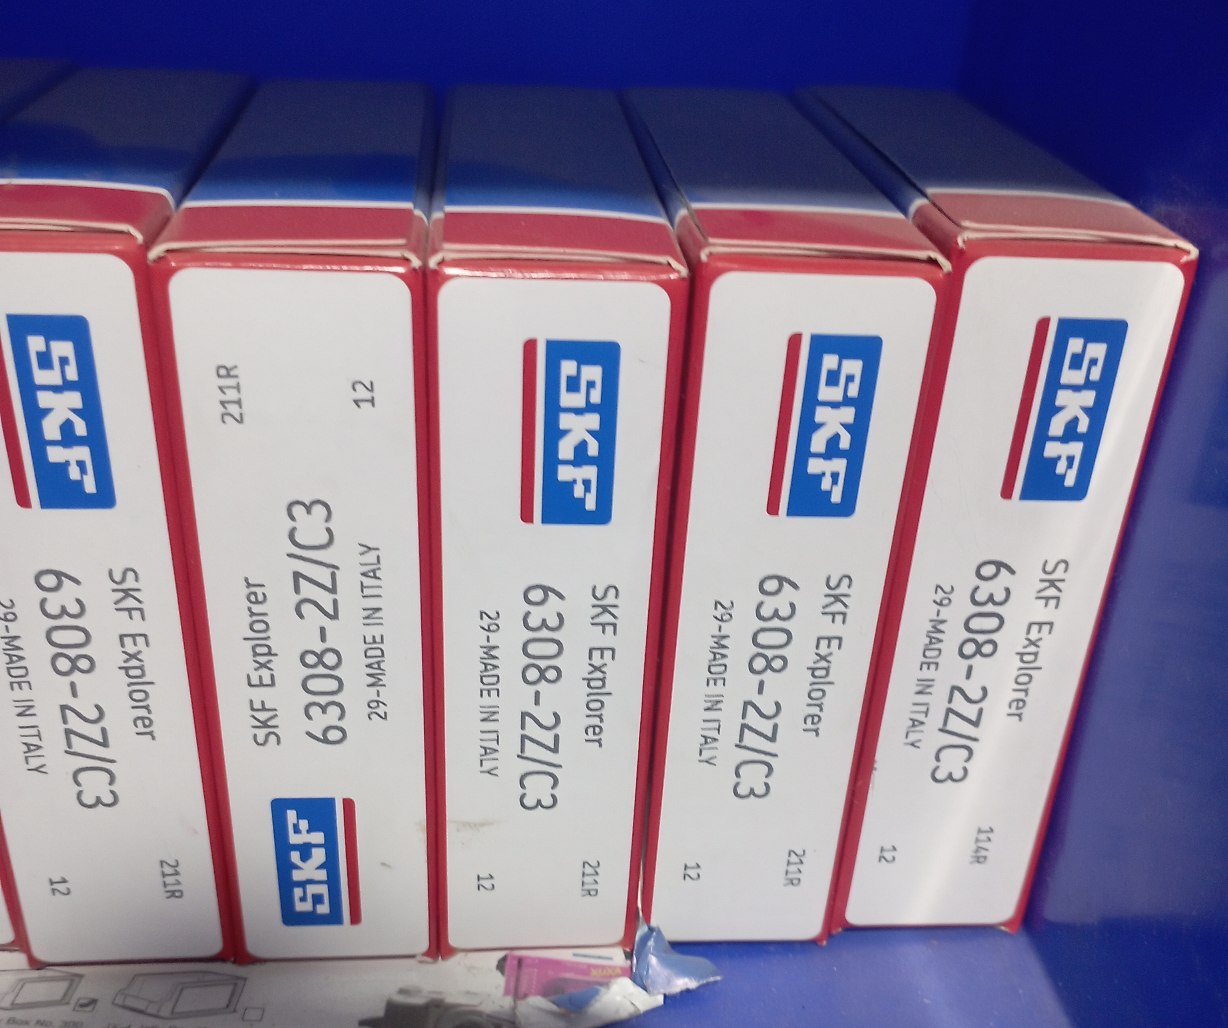 SKF
SKF Explorer
6308-2Z/C3
29-MADE IN ITALY
12
211R
SKF
SKF Explorer
6308-2Z/C3
29-MADE IN ITALY
211R
12
SKF
SKF Explorer
6308-2Z/C3
29-MADE IN ITALY
12
211R
SKF
SKF Explorer
6308-2Z/C3
29-MADE IN ITALY
12
211R
SKF
SKF Explorer
6308-2Z/C3
29-MADE IN ITALY
12
114R
Box No.